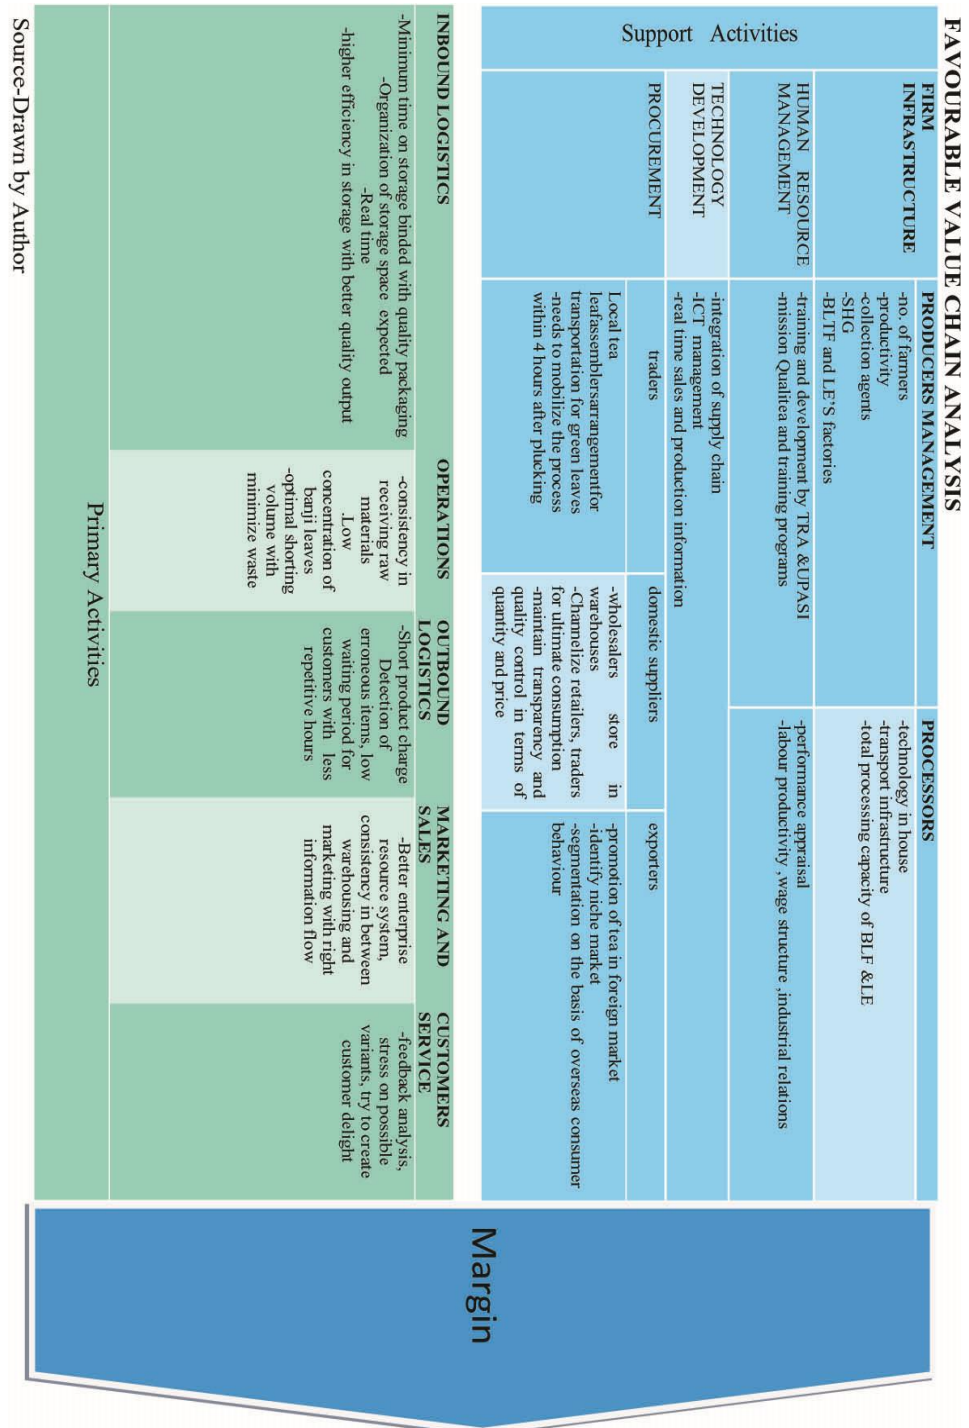 FAVOURABLE VALUE CHAIN ANALYSIS
Support Activities
FIRM
INFRASTRUCTURE
PRODUCERS MANAGEMENT
-no. of farmers
-productivity
-collection agents
-SHG
-BLTF and LE'S factories
PROCESSORS
-technology in house
-transport infrastructure
-total processing capacity of BLF &LE
HUMAN RESOURCE
MANAGEMENT
-training and development by TRA &UPASI
-mission Qualitea and training programs
-performance appraisal
-labour productivity ,wage structure ,industrial relations
TECHNOLOGY
DEVELOPMENT
-integration of supply chain
-ICT management
-real time sales and production information
PROCUREMENT
traders
Local tea
leafassemblersarrangementfor
transportation for green leaves
-needs to mobilize the process
within 4 hours after plucking
domestic suppliers
-wholesalers store in
warehouses
-Channelize retailers, traders
for ultimate consumption
-maintain transparency and
quality control in terms of
quantity and price
exporters
-promotion of tea in foreign market
-identify niche market
-segmentation on the basis of overseas consumer
behaviour
INBOUND LOGISTICS
-Minimum time on storage binded with quality packaging
-Organization of storage space expected
-Real time
-higher efficiency in storage with better quality output
OPERATIONS
-consistency in
receiving raw
materials
.Low
concentration of
banji leaves
-optimal shorting
volume with
minimize waste
OUTBOUND
LOGISTICS
-Short product charge
Detection of
erroneous items, low
waiting period for
customers with less
repetitive hours
MARKETING AND
SALES
-Better enterprise
resource system,
consistency in between
warehousing and
marketing with right
information flow
CUSTOMERS
SERVICE
-feedback analysis,
stress on possible
variants, try to create
customer delight
Primary Activities
Margin
Source-Drawn by Author